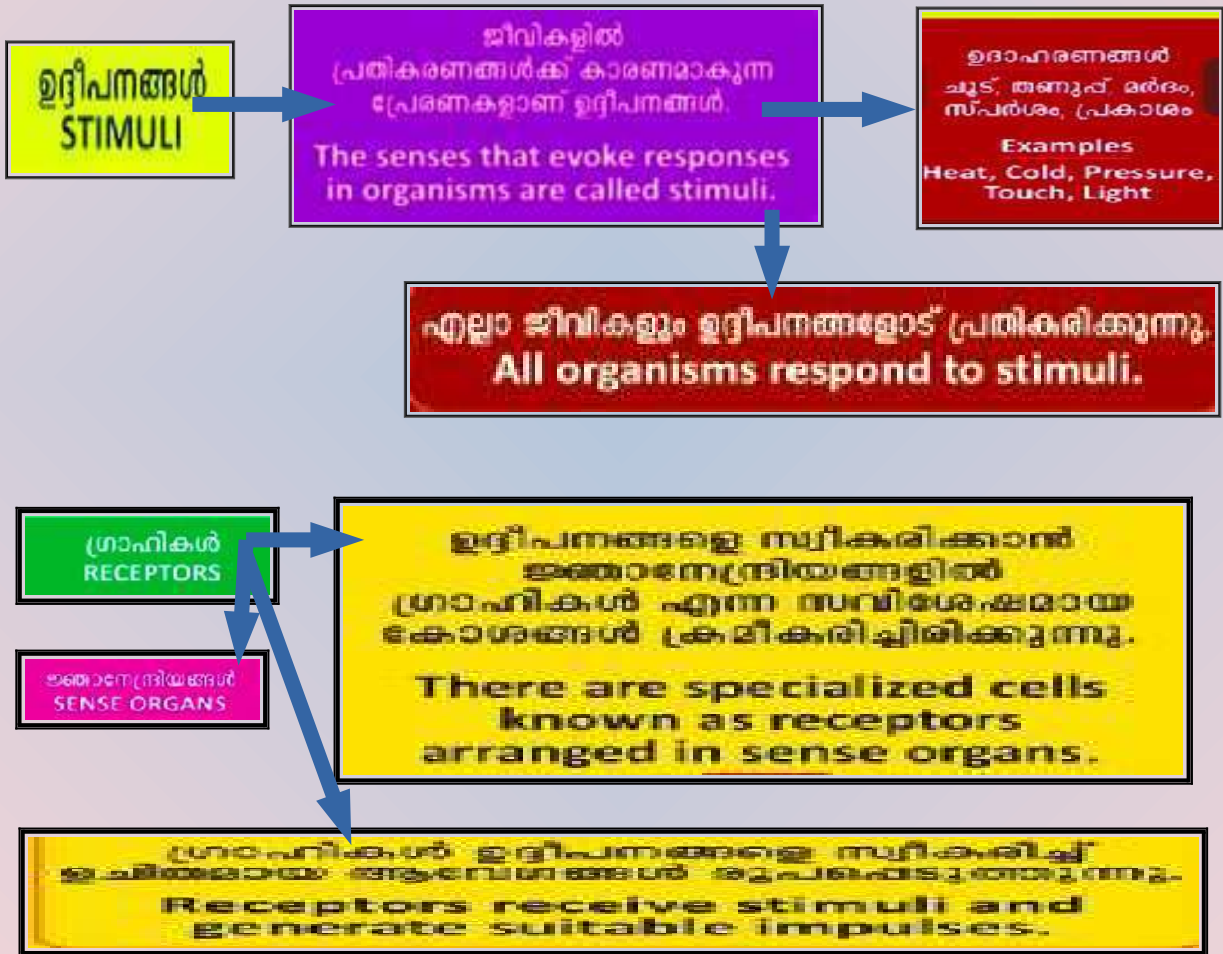 ഉദ്ദീപനങ്ങൾ
STIMULI
ജീവികളിൽ
പ്രതികരണങ്ങൾക്ക് കാരണമാകുന്ന
പ്രേരണകളാണ് ഉദ്ദീപനങ്ങൾ.
The senses that evoke responses
in organisms are called stimuli.
ഉദാഹരണങ്ങൾ
ചൂട്, തണുപ്പ്, മർദം,
സ്പർശം, പ്രകാശം
Examples
Heat, Cold, Pressure,
Touch, Light
എല്ലാ ജീവികളും ഉദ്ദീപനങ്ങളോട് പ്രതികരിക്കുന്നു.
All organisms respond to stimuli.
ഗ്രാഹികൾ
RECEPTORS
ജ്ഞാനേന്ദ്രിയങ്ങൾ
SENSE ORGANS
ഉദ്ദീപനങ്ങളെ സ്വീകരിക്കാൻ
ജ്ഞാനേന്ദ്രിയങ്ങളിൽ
ഗ്രാഹികൾ എന്ന സവിശേഷമായ
കോശങ്ങൾ ക്രമീകരിച്ചിരിക്കുന്നു.
There are specialized cells
known as receptors
arranged in sense organs.
ഗ്രാഹികൾ ഉദ്ദീപനങ്ങളെ സ്വീകരിച്ച്
ഉചിതമായ ആവേഗങ്ങൾ രൂപപ്പെടുത്തുന്നു.
Receptors receive stimuli and
generate suitable impulses.